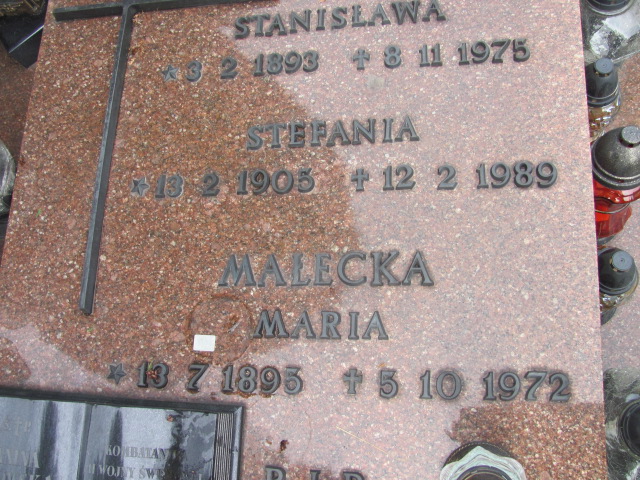 STANISŁAWA
* 3 2 1893 ✝ 8 11 1975
STEFANIA
* 13 2 1905 ✝ 12 2 1989
MAŁECKA
MARIA
* 13 7 1895 ✝ 5 10 1972
R.I.P.
KOMBATANT